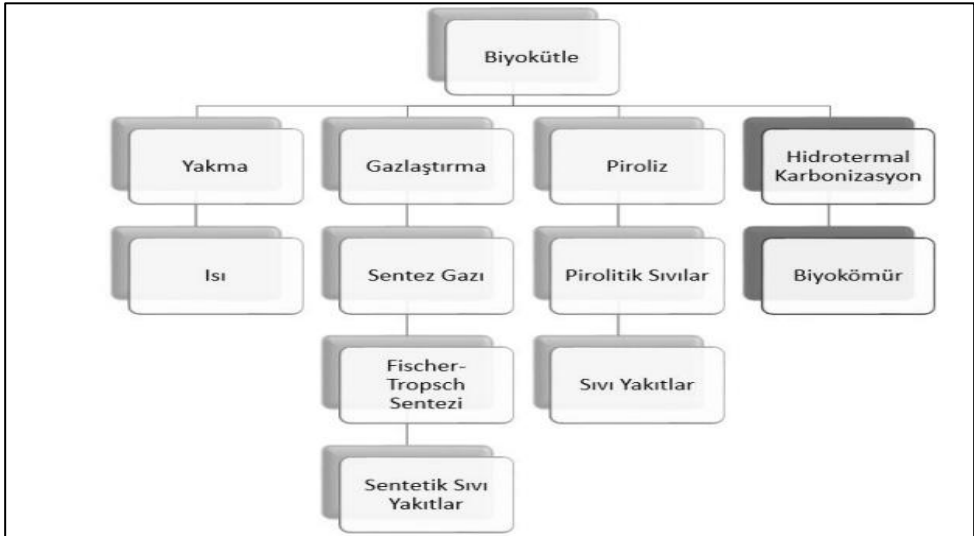 Biyokütle
Yakma
Gazlaştırma
Piroliz
Hidrotermal
Karbonizasyon
Isı
Sentez Gazı
Pirolitik Sıvılar
Biyokömür
Fischer-
Tropsch
Sentezi
Sıvı Yakıtlar
Sentetik Sıvı
Yakıtlar